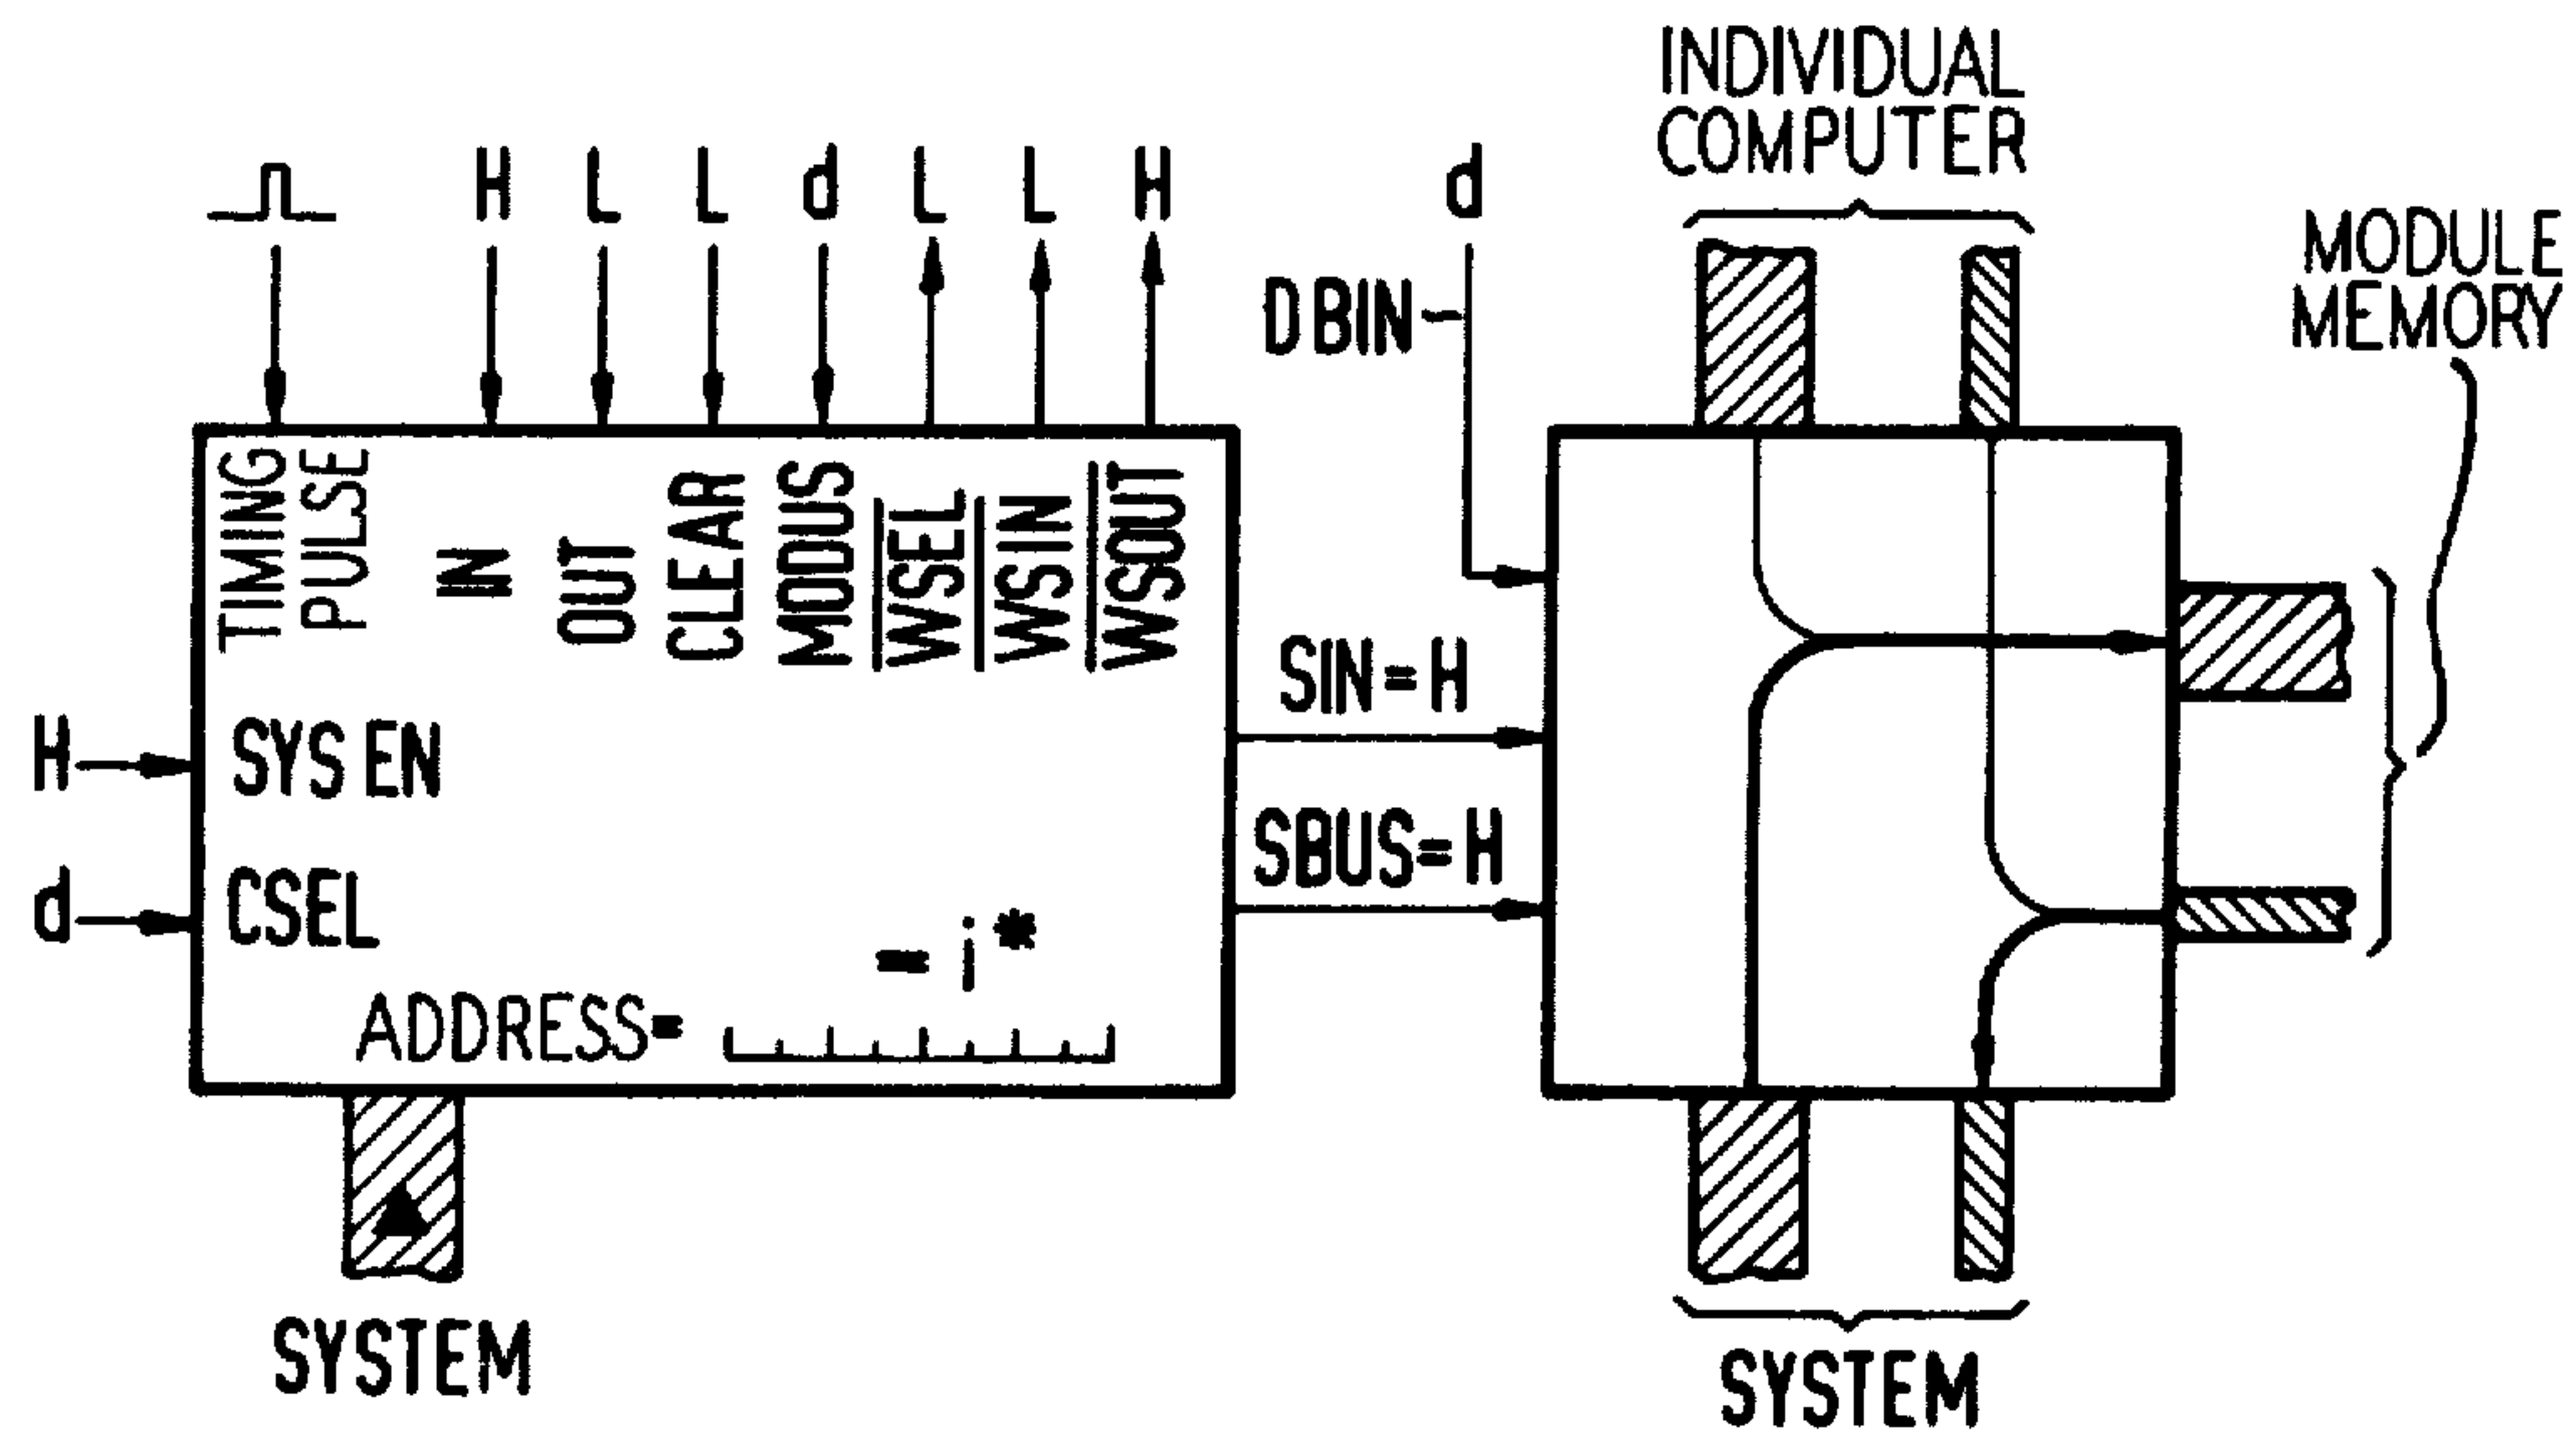 INDIVIDUAL
COMPUTER
H L L d L L H
d
MODULE
MEMORY
DBIN
TIMING
PULSE
IN
OUT
CLEAR
MODUS
WSEL
WSIN
WSOUT
SIN=H
H
SYS EN
SBUS=H
d
CSEL
= i*
ADDRESS=
SYSTEM
SYSTEM